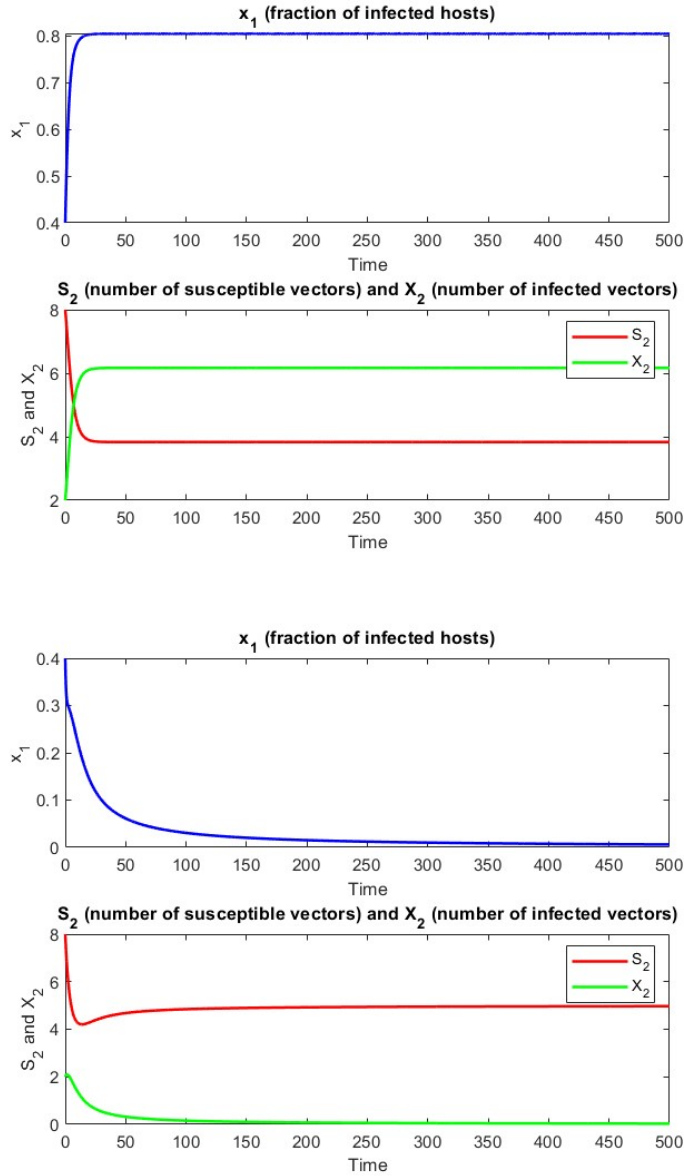 x₁ (fraction of infected hosts)
0.8
0.7
0.6
0.5
0.4
x₁
0 50 100 150 200 250 300 350 400 450 500
Time
S₂ (number of susceptible vectors) and X₂ (number of infected vectors)
8
6
4
2
S₂ and X₂
S₂
X₂
0 50 100 150 200 250 300 350 400 450 500
Time
x₁ (fraction of infected hosts)
0.4
0.3
0.2
0.1
0
x₁
0 50 100 150 200 250 300 350 400 450 500
Time
S₂ (number of susceptible vectors) and X₂ (number of infected vectors)
8
6
4
2
0
S₂ and X₂
S₂
X₂
0 50 100 150 200 250 300 350 400 450 500
Time